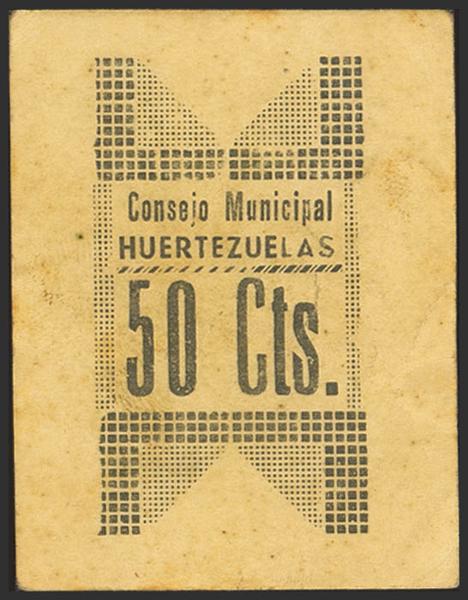 Consejo Municipal
HUERTEZUELAS
50 Cts.